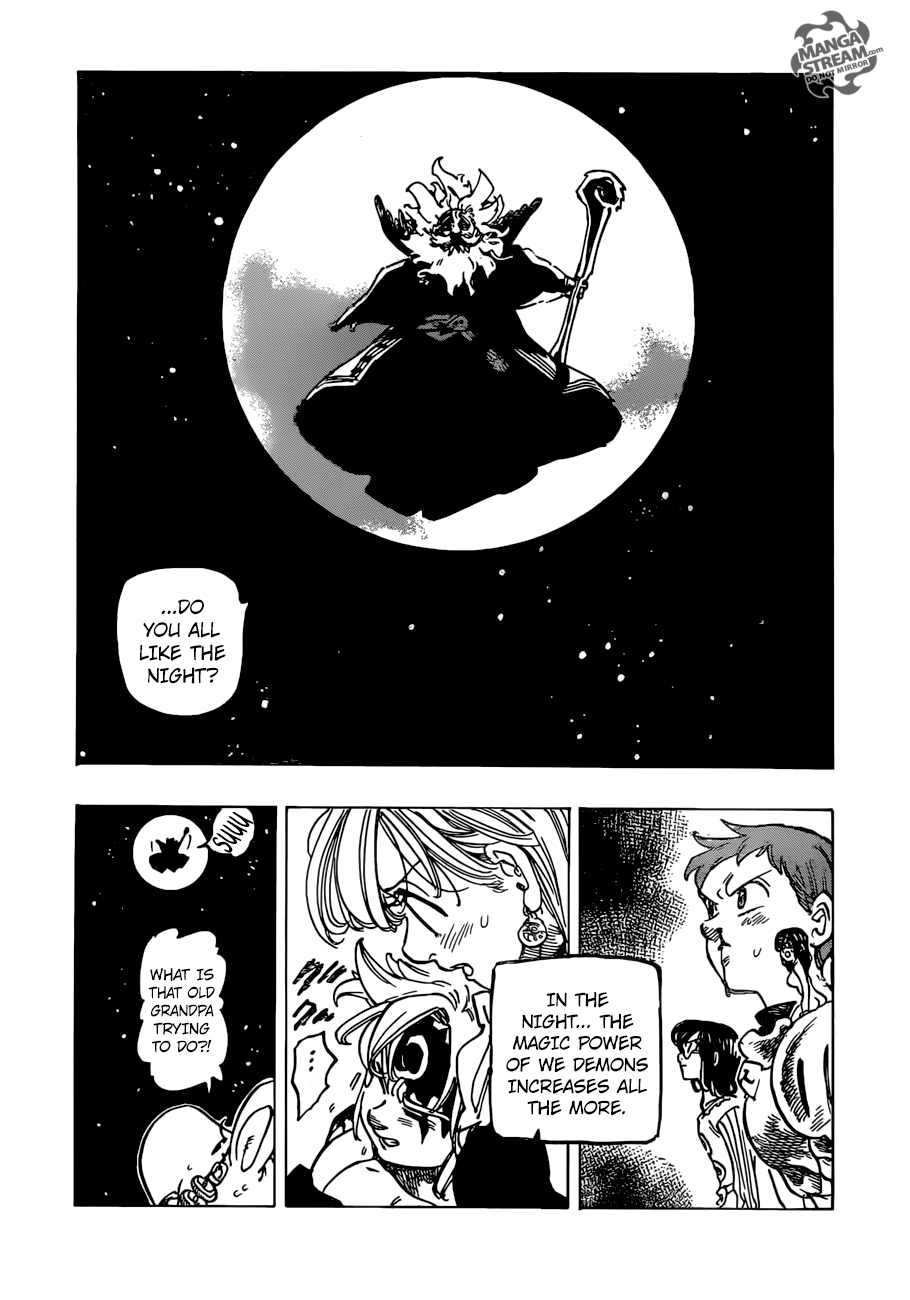 MANGA
STREAM.com
DO NOT MIRROR
...DO
YOU ALL
LIKE THE
NIGHT?
IN THE
NIGHT... THE
MAGIC POWER
OF WE DEMONS
INCREASES ALL
THE MORE.
...
SUUU
WHAT IS
THAT OLD
GRANDPA
TRYING
TO DO?!